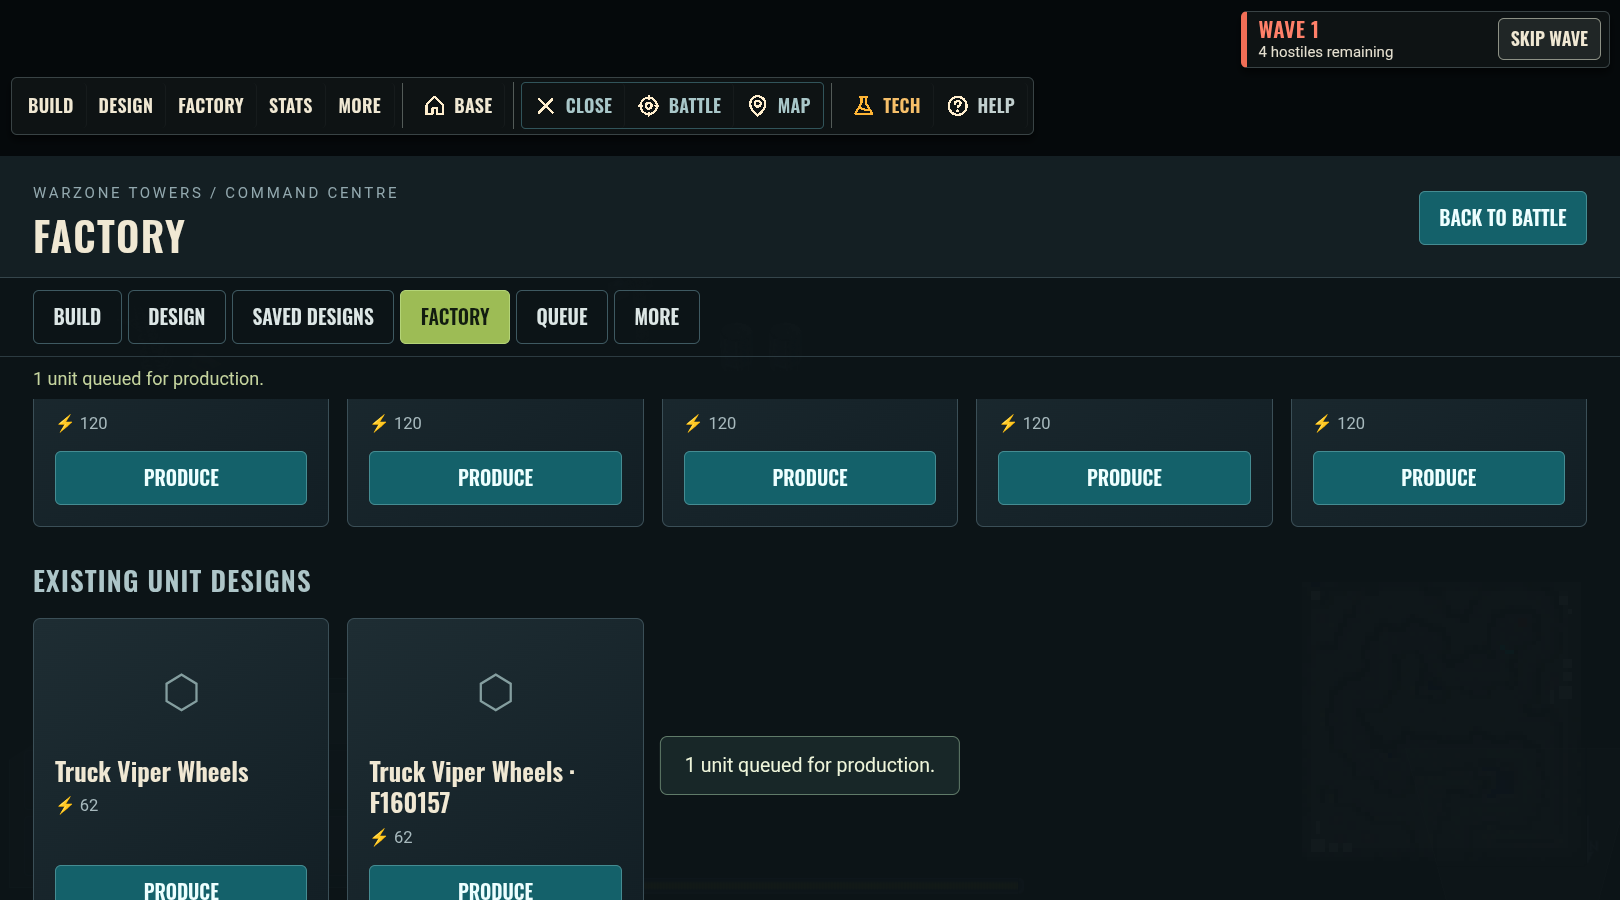 WAVE 1
4 hostiles remaining
SKIP WAVE
BUILD DESIGN FACTORY STATS MORE BASE CLOSE BATTLE MAP TECH HELP
WARZONE TOWERS / COMMAND CENTRE
FACTORY
BACK TO BATTLE
BUILD DESIGN SAVED DESIGNS FACTORY QUEUE MORE
1 unit queued for production.
⚡ 120 ⚡ 120 ⚡ 120 ⚡ 120 ⚡ 120
PRODUCE PRODUCE PRODUCE PRODUCE PRODUCE
EXISTING UNIT DESIGNS
Truck Viper Wheels
⚡ 62
PRODUCE
Truck Viper Wheels ·
F160157
⚡ 62
PRODUCE
1 unit queued for production.